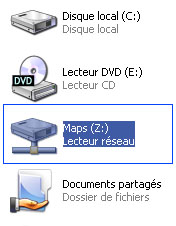 Disque local (C:)
Disque local
Lecteur DVD (E:)
Lecteur CD
DVD
Maps (Z:)
Lecteur réseau
Documents partagés
Dossier de fichiers